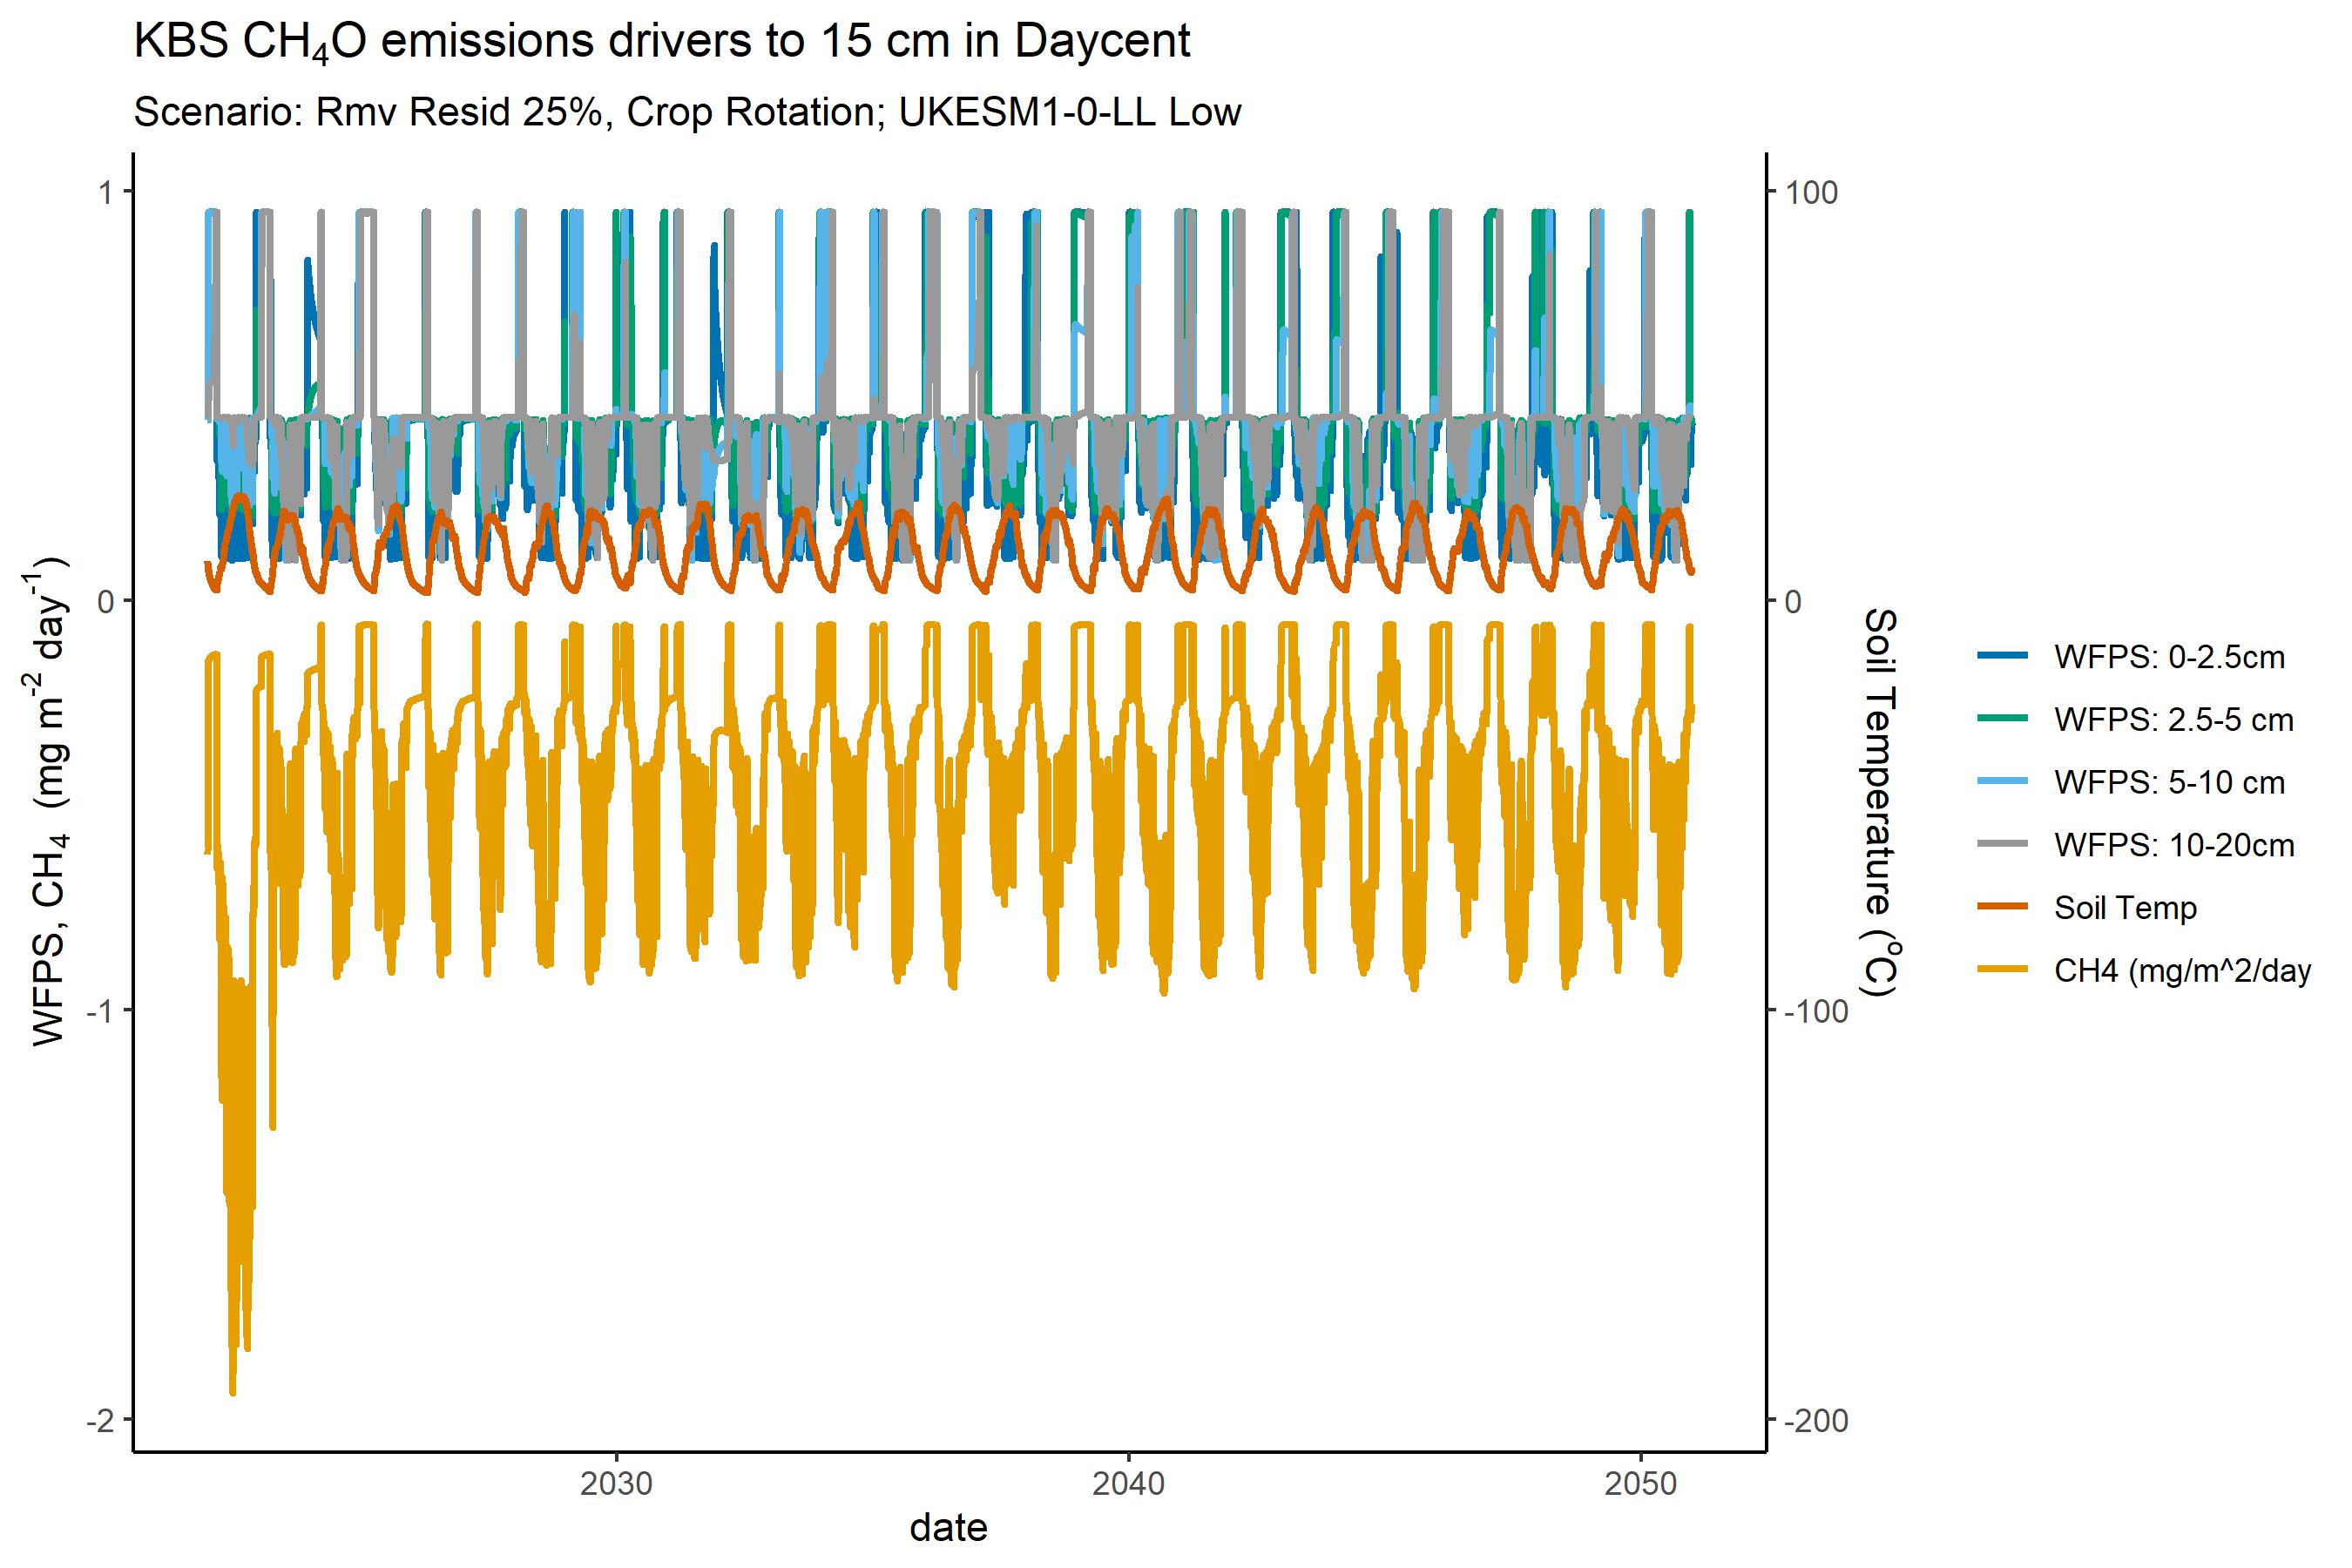 KBS CH₄O emissions drivers to 15 cm in Daycent
Scenario: Rmv Resid 25%, Crop Rotation; UKESM1-0-LL Low
WFPS, CH₄ (mg m⁻² day⁻¹)
1
0
-1
-2
100
0
-100
-200
Soil Temperature (°C)
2030
2040
2050
date
WFPS: 0-2.5cm
WFPS: 2.5-5 cm
WFPS: 5-10 cm
WFPS: 10-20cm
Soil Temp
CH4 (mg/m^2/day